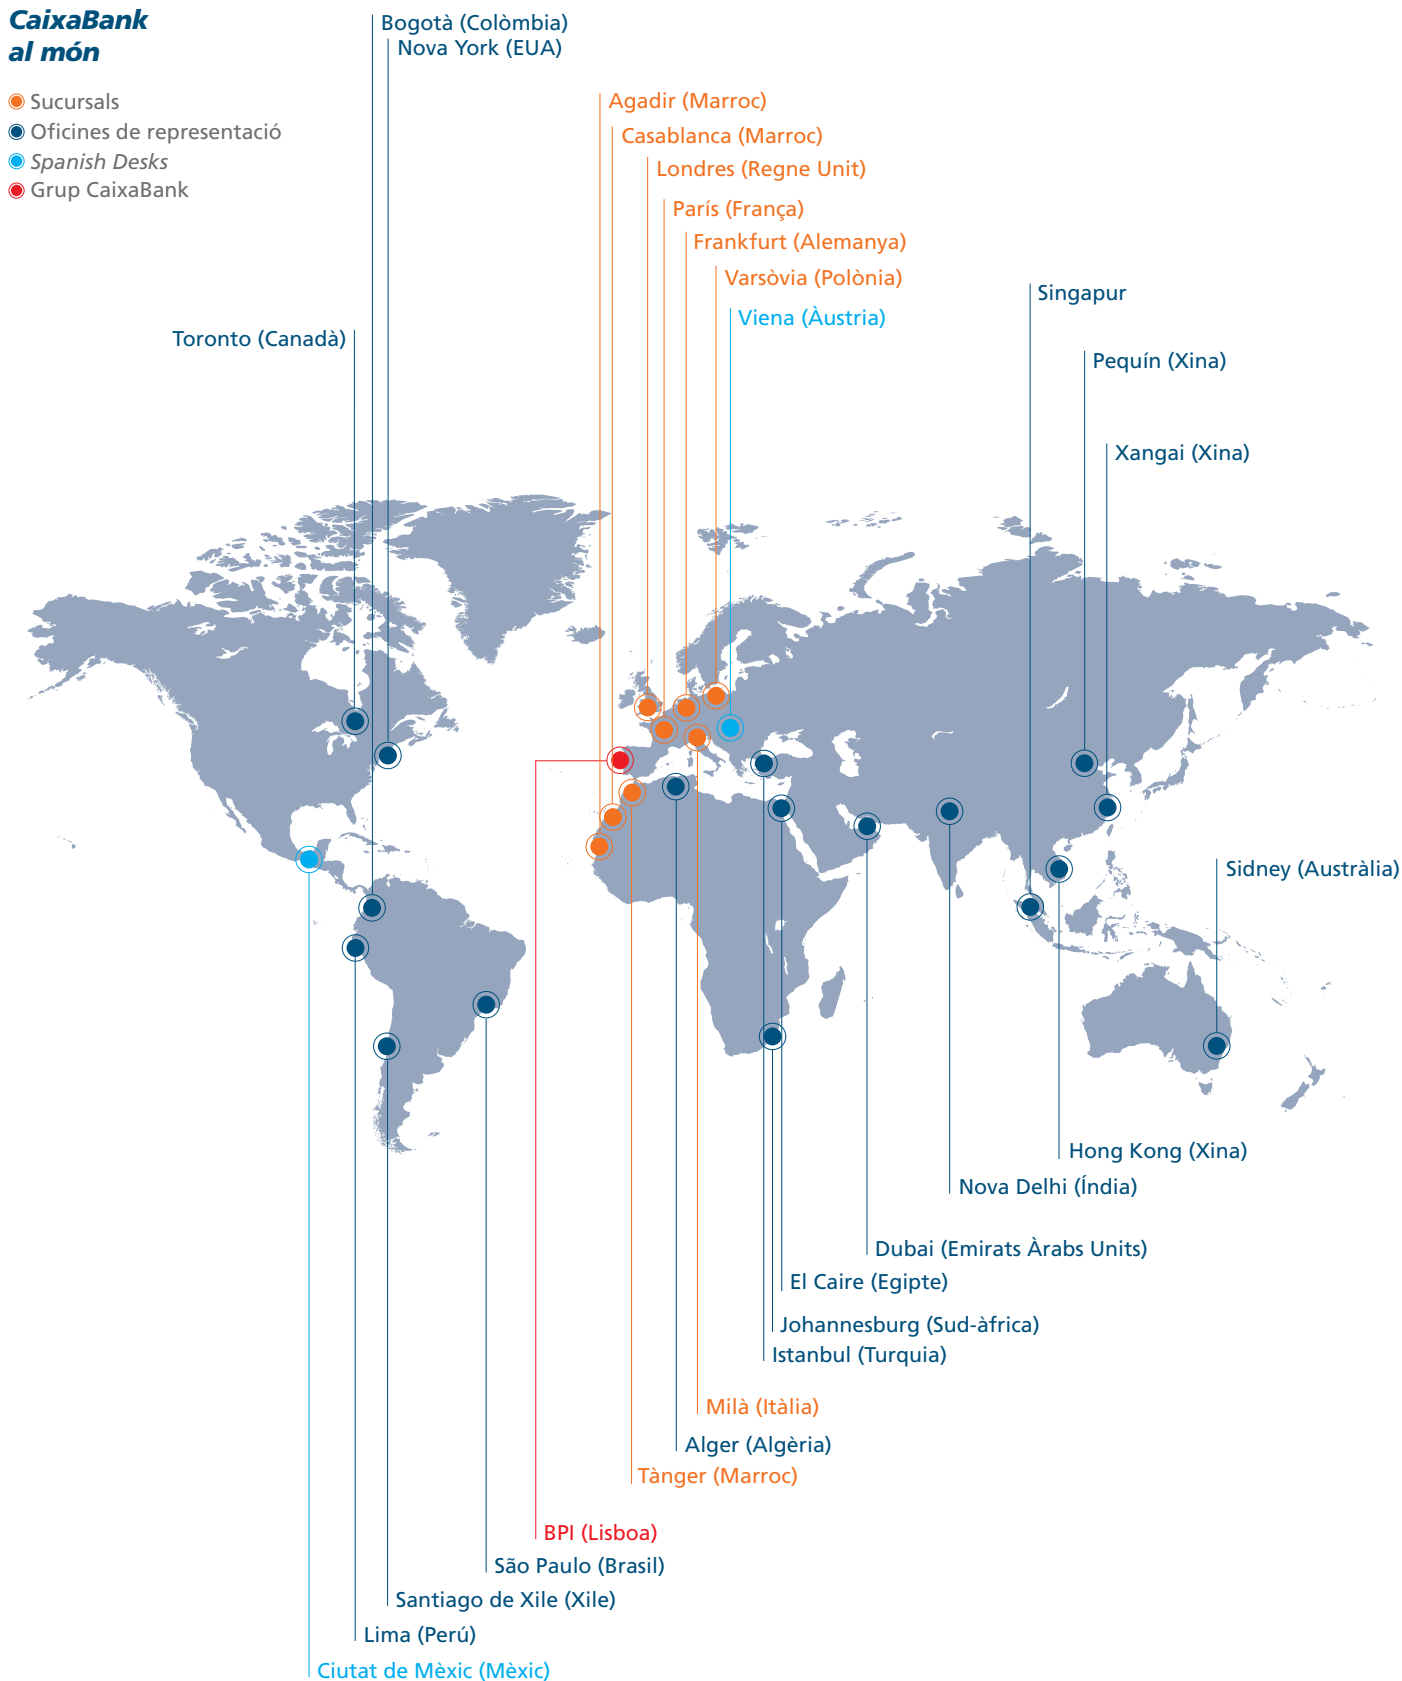 CaixaBank
al món
Sucursals
Oficines de representació
Spanish Desks
Grup CaixaBank
Bogotà (Colòmbia)
Nova York (EUA)
Agadir (Marroc)
Casablanca (Marroc)
Londres (Regne Unit)
París (França)
Frankfurt (Alemanya)
Varsòvia (Polònia)
Singapur
Viena (Àustria)
Toronto (Canadà)
Pequín (Xina)
Xangai (Xina)
Sidney (Austràlia)
Hong Kong (Xina)
Nova Delhi (Índia)
Dubai (Emirats Àrabs Units)
El Caire (Egipte)
Johannesburg (Sud-àfrica)
Istanbul (Turquia)
Milà (Itàlia)
Alger (Algèria)
Tànger (Marroc)
BPI (Lisboa)
São Paulo (Brasil)
Santiago de Xile (Xile)
Lima (Perú)
Ciutat de Mèxic (Mèxic)